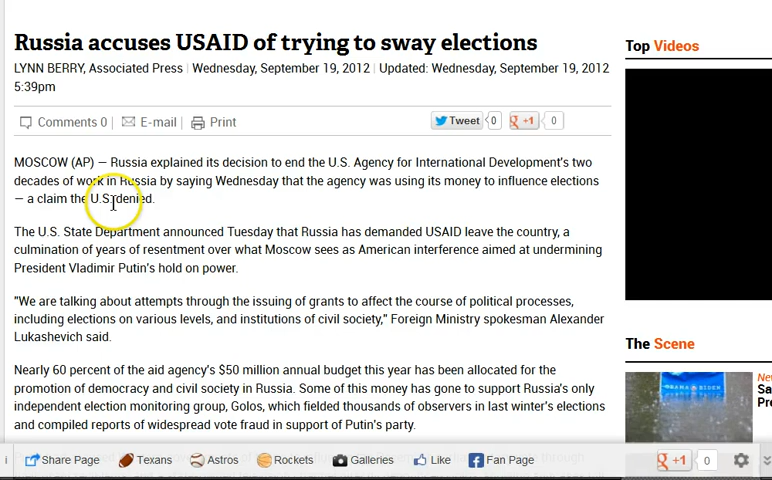 Russia accuses USAID of trying to sway elections
LYNN BERRY, Associated Press | Wednesday, September 19, 2012 | Updated: Wednesday, September 19, 2012
5:39pm
Comments 0 | E-mail | Print
Tweet 0 g +1 0
MOSCOW (AP) — Russia explained its decision to end the U.S. Agency for International Development's two
decades of work in Russia by saying Wednesday that the agency was using its money to influence elections
— a claim the U.S. denied.
The U.S. State Department announced Tuesday that Russia has demanded USAID leave the country, a
culmination of years of resentment over what Moscow sees as American interference aimed at undermining
President Vladimir Putin's hold on power.
"We are talking about attempts through the issuing of grants to affect the course of political processes,
including elections on various levels, and institutions of civil society," Foreign Ministry spokesman Alexander
Lukashevich said.
Nearly 60 percent of the aid agency's $50 million annual budget this year has been allocated for the
promotion of democracy and civil society in Russia. Some of this money has gone to support Russia's only
independent election monitoring group, Golos, which fielded thousands of observers in last winter's elections
and compiled reports of widespread vote fraud in support of Putin's party.
Top Videos
The Scene
OBAMA BIDEN
Share Page Texans Astros Rockets Galleries Like Fan Page g +1 0